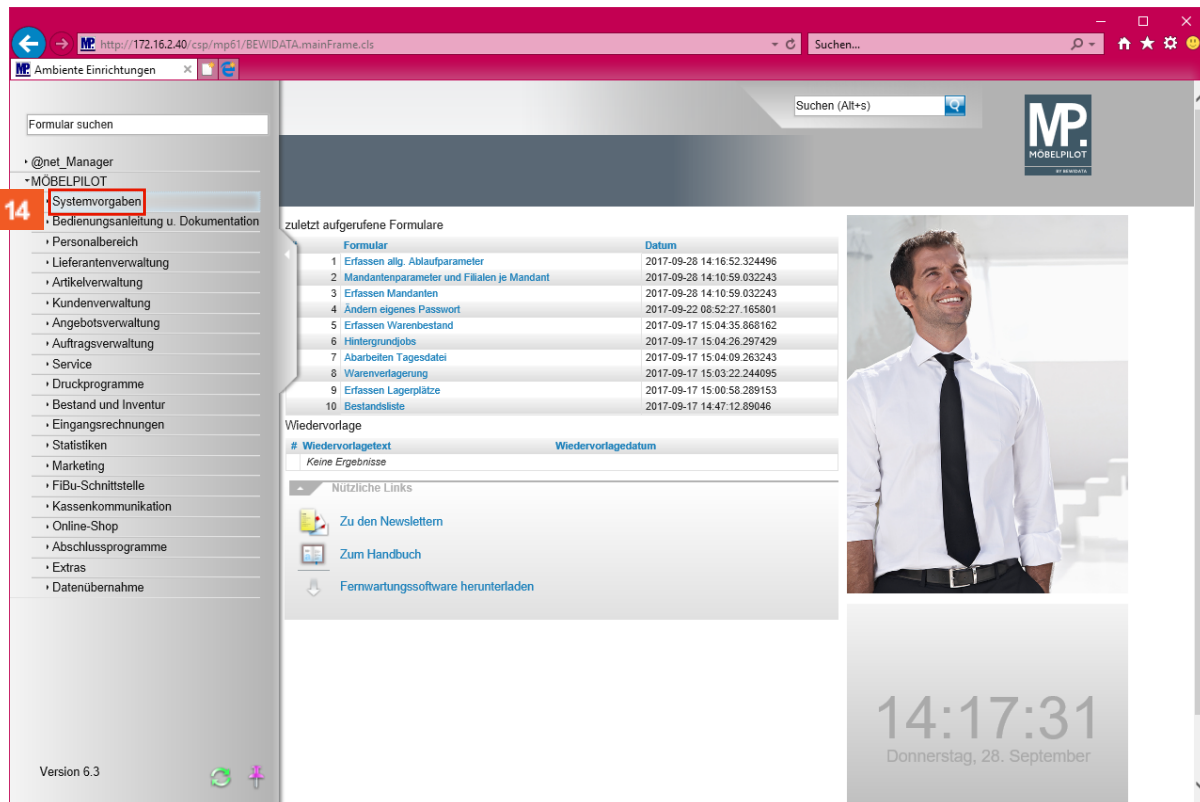 http://172.16.2.40/csp/mp61/BEWIDATA.mainFrame.cls
Suchen...
MP. Ambiente Einrichtungen
Suchen (Alt+s)
MP.
MÖBELPILOT
BY BEWIDATA
Formular suchen
@net_Manager
MÖBELPILOT
14
Systemvorgaben
Bedienungsanleitung u. Dokumentation
Personalbereich
Lieferantenverwaltung
Artikelverwaltung
Kundenverwaltung
Angebotsverwaltung
Auftragsverwaltung
Service
Druckprogramme
Bestand und Inventur
Eingangsrechnungen
Statistiken
Marketing
FiBu-Schnittstelle
Kassenkommunikation
Online-Shop
Abschlussprogramme
Extras
Datenübernahme
Version 6.3
zuletzt aufgerufene Formulare
Formular Datum
1 Erfassen allg. Ablaufparameter 2017-09-28 14:16:52.324496
2 Mandantenparameter und Filialen je Mandant 2017-09-28 14:10:59.032243
3 Erfassen Mandanten 2017-09-28 14:10:59.032243
4 Ändern eigenes Passwort 2017-09-22 08:52:27.165801
5 Erfassen Warenbestand 2017-09-17 15:04:35.868162
6 Hintergrundjobs 2017-09-17 15:04:26.297429
7 Abarbeiten Tagesdatei 2017-09-17 15:04:09.263243
8 Warenverlagerung 2017-09-17 15:03:22.244095
9 Erfassen Lagerplätze 2017-09-17 15:00:58.289153
10 Bestandsliste 2017-09-17 14:47:12.89046
Wiedervorlage
# Wiedervorlagetext Wiedervorlagedatum
Keine Ergebnisse
Nützliche Links
Zu den Newslettern
Zum Handbuch
Fernwartungssoftware herunterladen
14:17:31
Donnerstag, 28. September